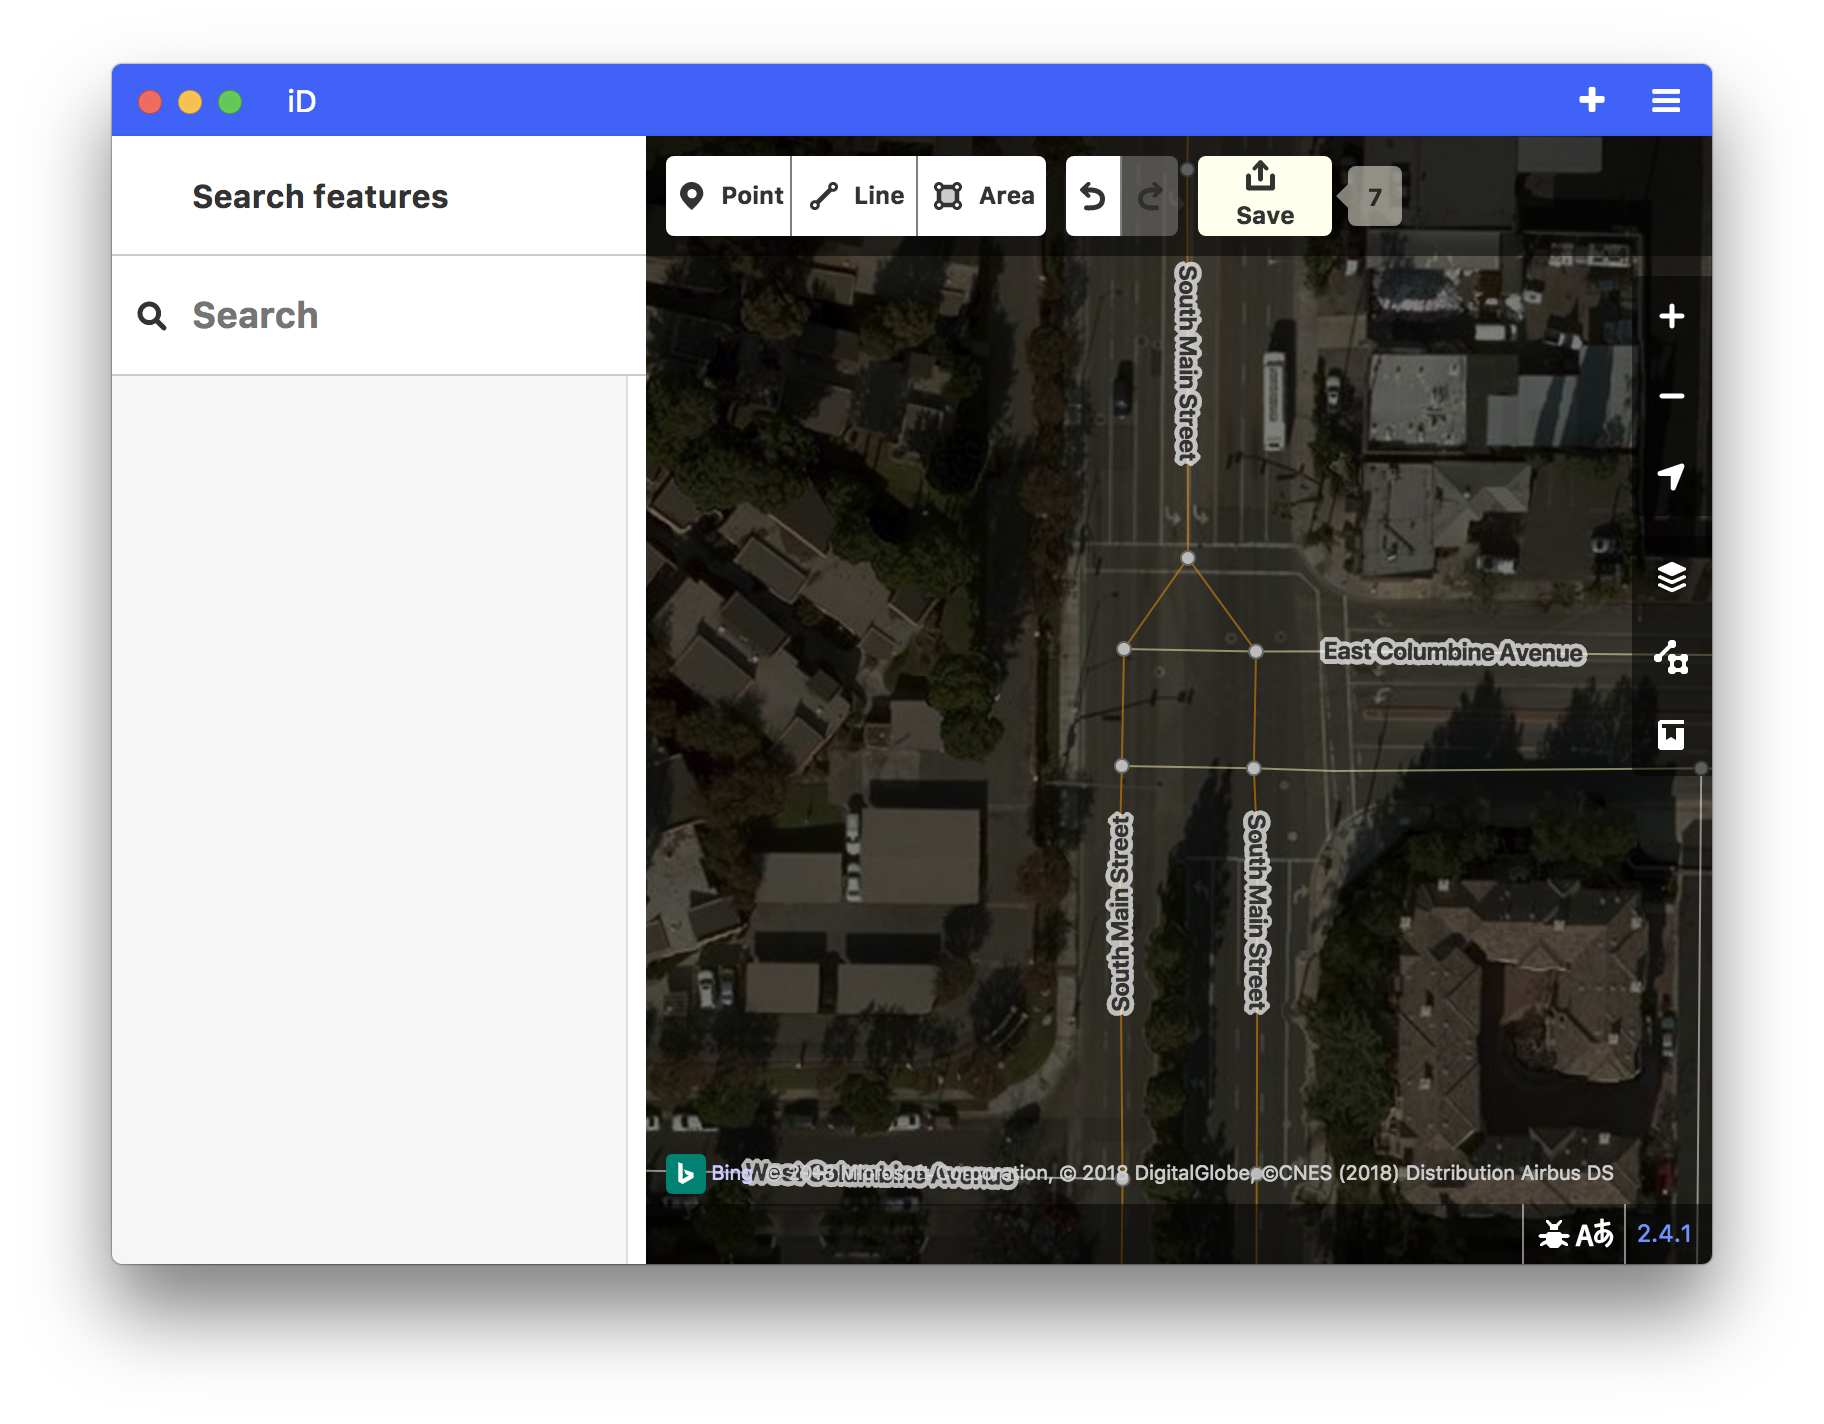 iD
Search features
Search
Point
Line
Area
Save
7
South Main Street
East Columbine Avenue
South Main Street
South Main Street
West Columbine Avenue
Bing © 2018 Microsoft Corporation, © 2018 DigitalGlobe, ©CNES (2018) Distribution Airbus DS
Aあ
2.4.1